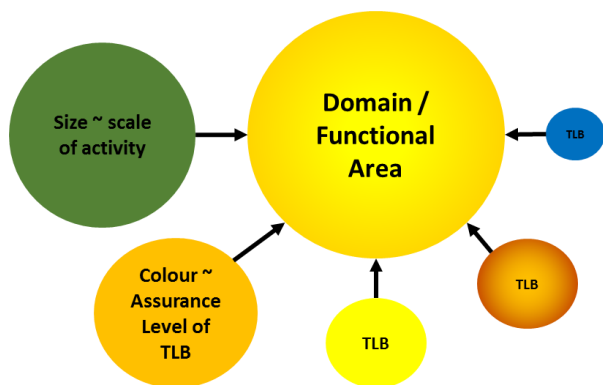 Domain /
Functional
Area
Size ~ scale
of activity
TLB
Colour ~
Assurance
Level of
TLB
TLB
TLB